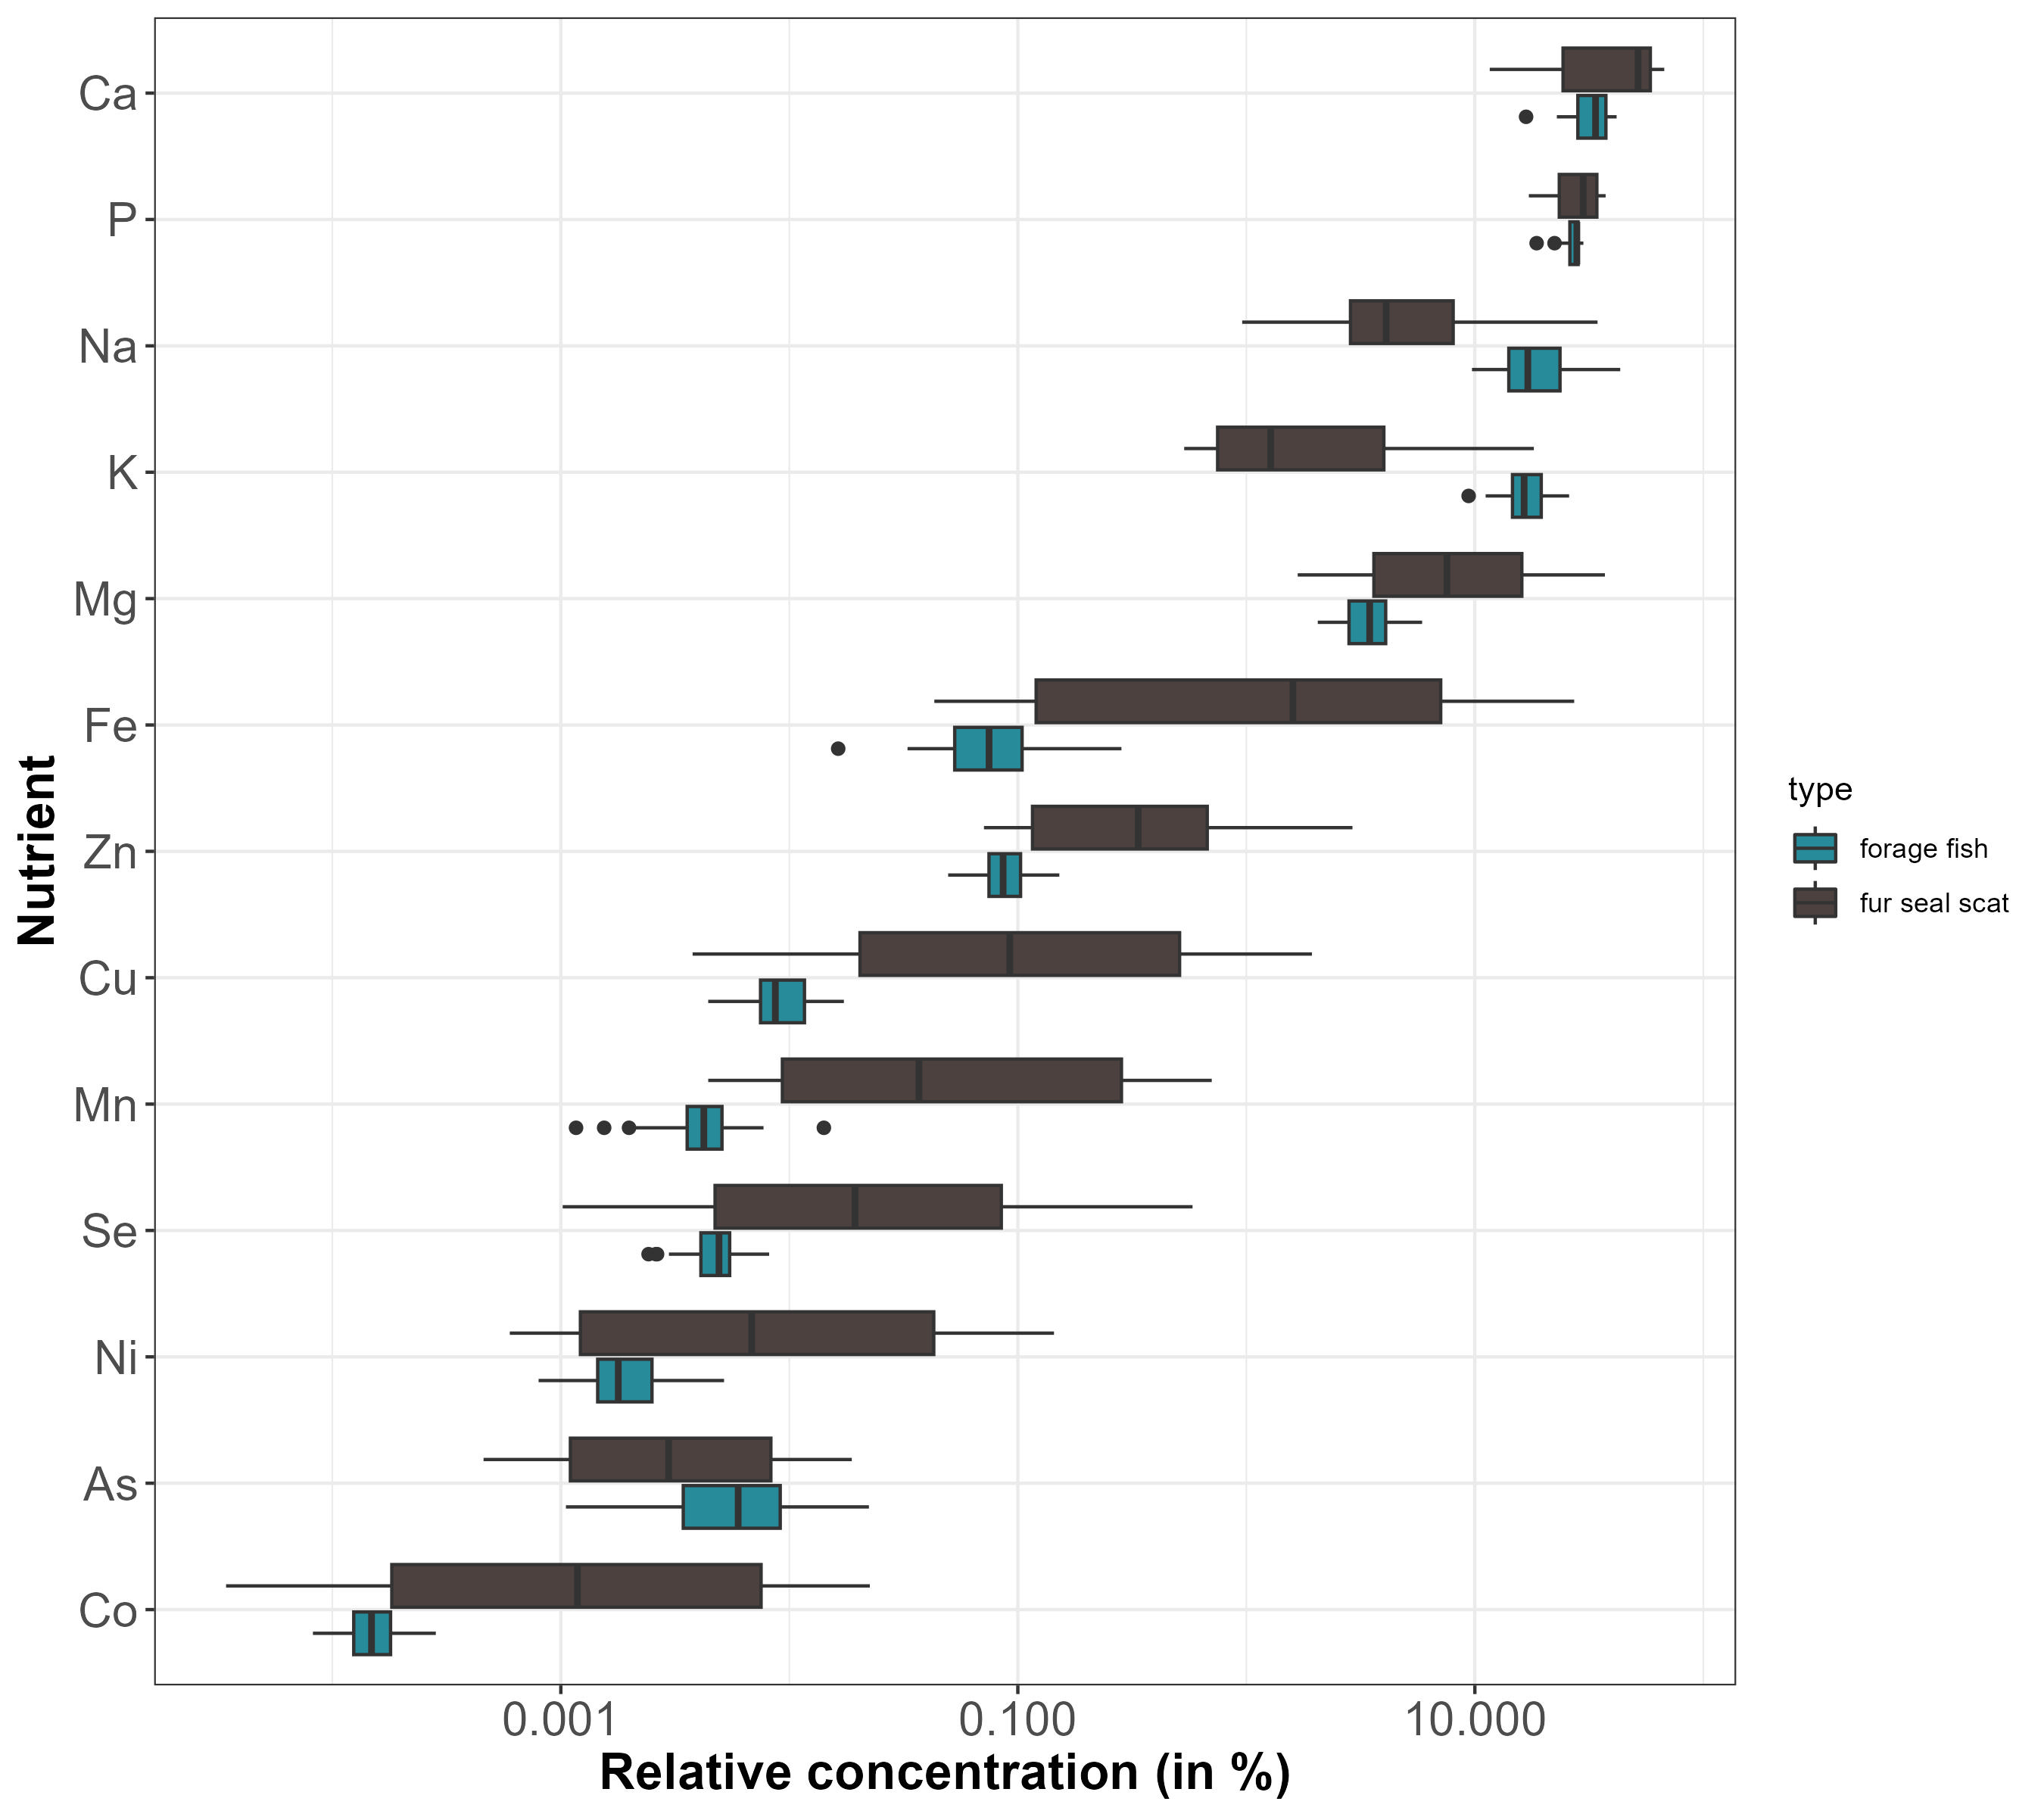 Ca
P
Na
K
Mg
Fe
Zn
Cu
Mn
Se
Ni
As
Co
Nutrient
0.001 0.100 10.000
Relative concentration (in %)
type
forage fish
fur seal scat